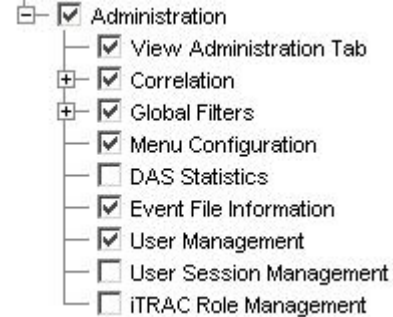 Administration
View Administration Tab
Correlation
Global Filters
Menu Configuration
DAS Statistics
Event File Information
User Management
User Session Management
iTRAC Role Management